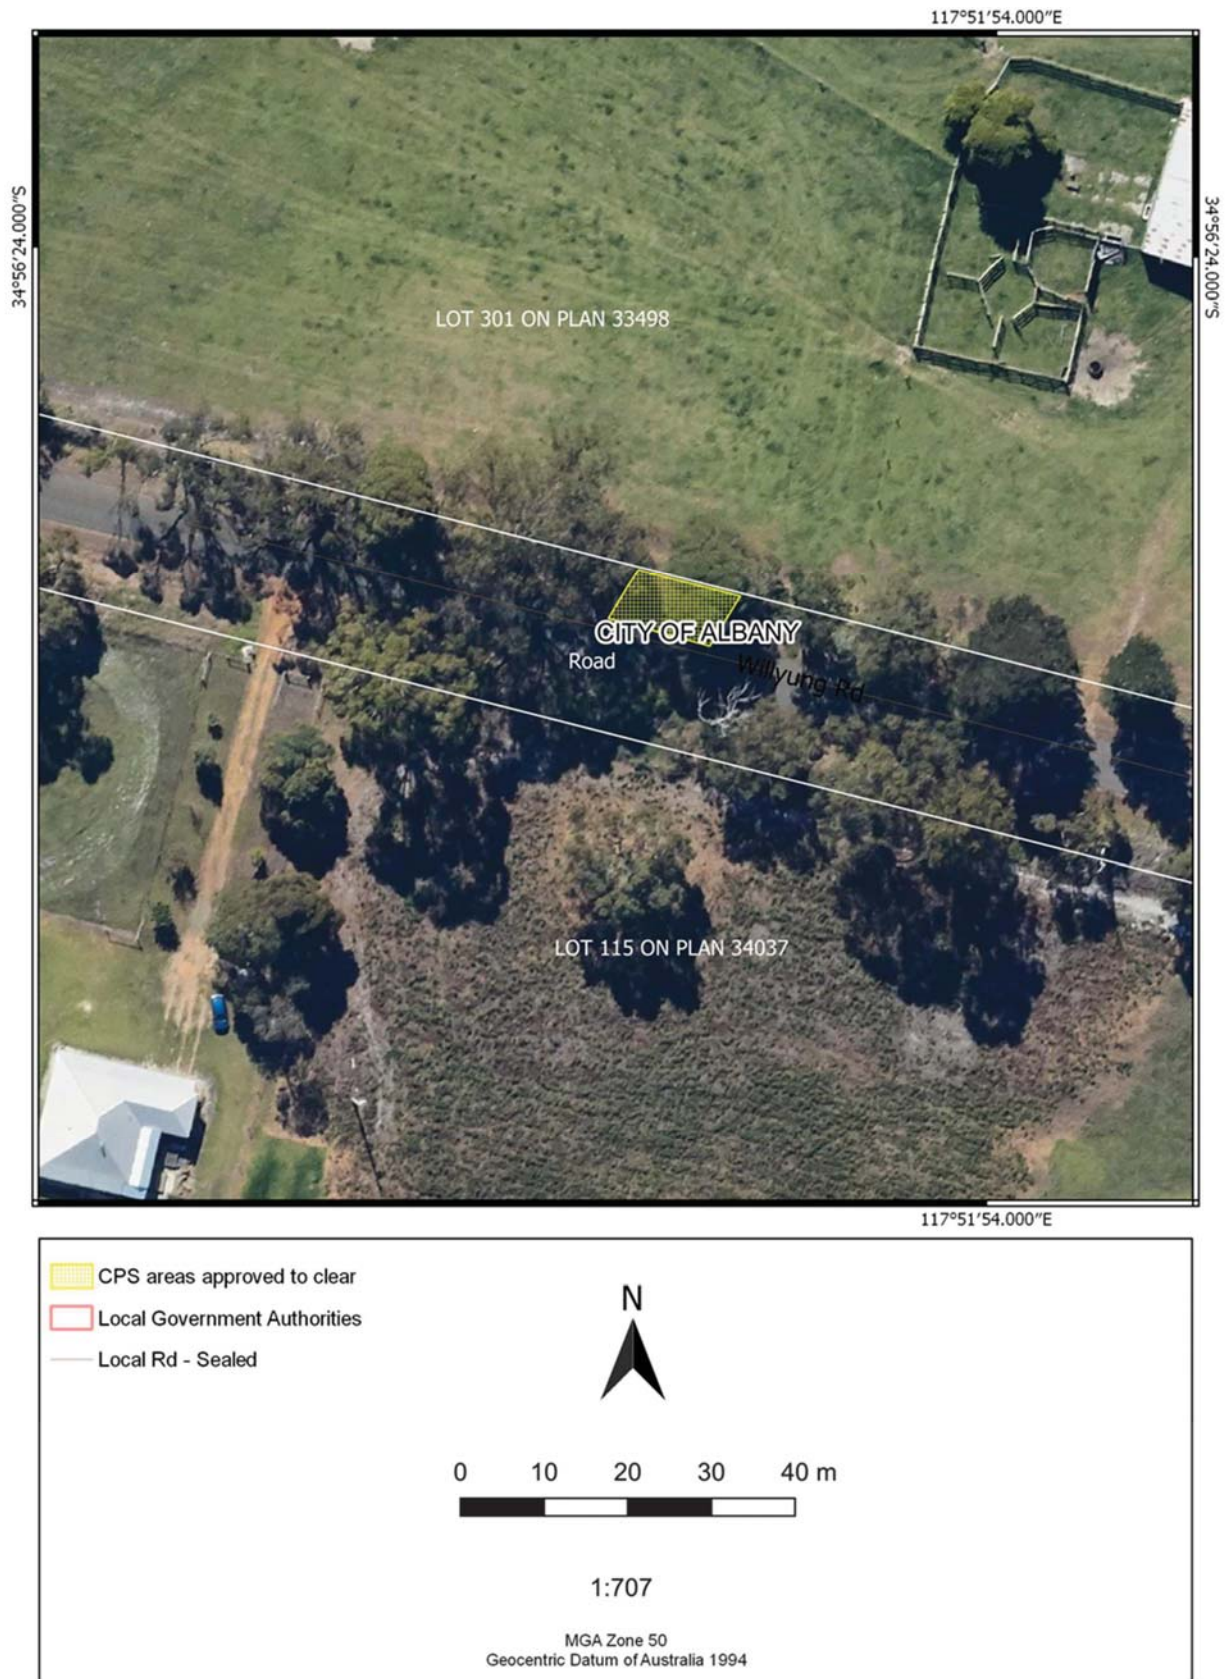 117°51′54.000″E
34°56′24.000″S
34°56′24.000″S
LOT 301 ON PLAN 33498
CITY OF ALBANY
Road
Willyung Rd
LOT 115 ON PLAN 34037
117°51′54.000″E
CPS areas approved to clear
Local Government Authorities
Local Rd - Sealed
N
0 10 20 30 40 m
1:707
MGA Zone 50
Geocentric Datum of Australia 1994